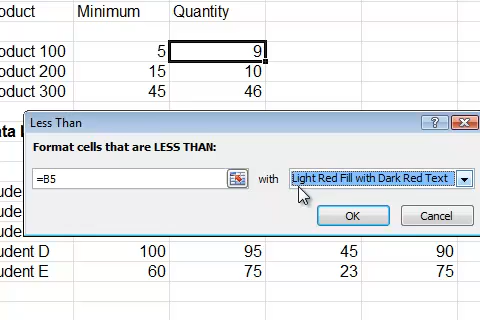 oduct Minimum Quantity
oduct 100 5 9
oduct 200 15 10
oduct 300 45 46
Less Than
Format cells that are LESS THAN:
=B5 with Light Red Fill with Dark Red Text
OK Cancel
udent D 100 95 45 90
udent E 60 75 23 75